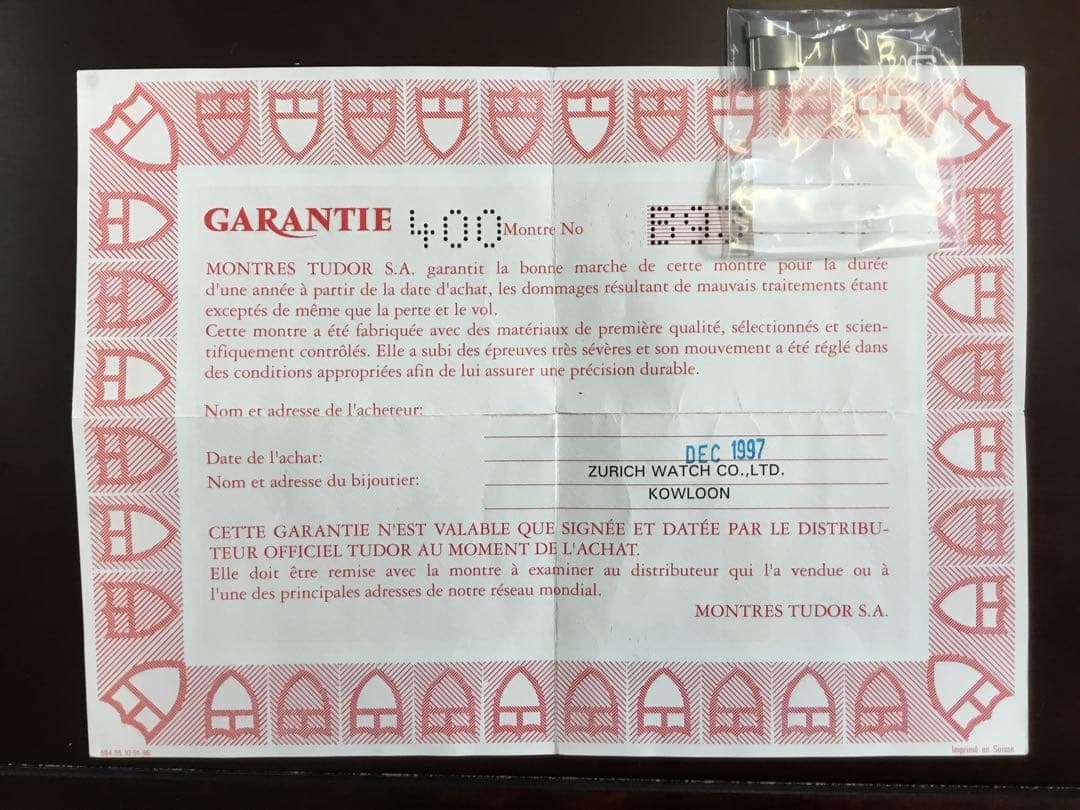 GARANTIE 400 Montre No
MONTRES TUDOR S.A. garantit la bonne marche de cette montre pour la durée
d'une année à partir de la date d'achat, les dommages résultant de mauvais traitements étant
exceptés de même que la perte et le vol.
Cette montre a été fabriquée avec des matériaux de première qualité, sélectionnés et scien-
tifiquement contrôlés. Elle a subi des épreuves très sévères et son mouvement a été réglé dans
des conditions appropriées afin de lui assurer une précision durable.
Nom et adresse de l'acheteur:
Date de l'achat: DEC 1997
ZURICH WATCH CO.,LTD.
Nom et adresse du bijoutier:
KOWLOON
CETTE GARANTIE N'EST VALABLE QUE SIGNÉE ET DATÉE PAR LE DISTRIBU-
TEUR OFFICIEL TUDOR AU MOMENT DE L'ACHAT.
Elle doit être remise avec la montre à examiner au distributeur qui l'a vendue ou à
l'une des principales adresses de notre réseau mondial.
MONTRES TUDOR S.A.
Imprimé en Suisse